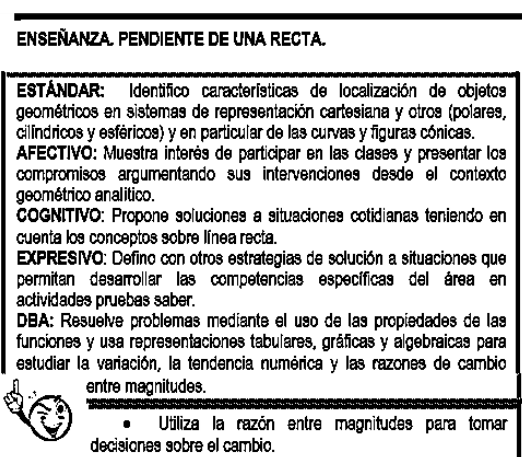 ENSEÑANZA. PENDIENTE DE UNA RECTA.
ESTÁNDAR: Identifico características de localización de objetos
geométricos en sistemas de representación cartesiana y otros (polares,
cilíndricos y esféricos) y en particular de las curvas y figuras cónicas.
AFECTIVO: Muestra interés de participar en las clases y presentar los
compromisos argumentando sus intervenciones desde el contexto
geométrico analítico.
COGNITIVO: Propone soluciones a situaciones cotidianas teniendo en
cuenta los conceptos sobre línea recta.
EXPRESIVO: Defino con otros estrategias de solución a situaciones que
permitan desarrollar las competencias específicas del área en
actividades pruebas saber.
DBA: Resuelve problemas mediante el uso de las propiedades de las
funciones y usa representaciones tabulares, gráficas y algebraicas para
estudiar la variación, la tendencia numérica y las razones de cambio
entre magnitudes.
• Utiliza la razón entre magnitudes para tomar
decisiones sobre el cambio.